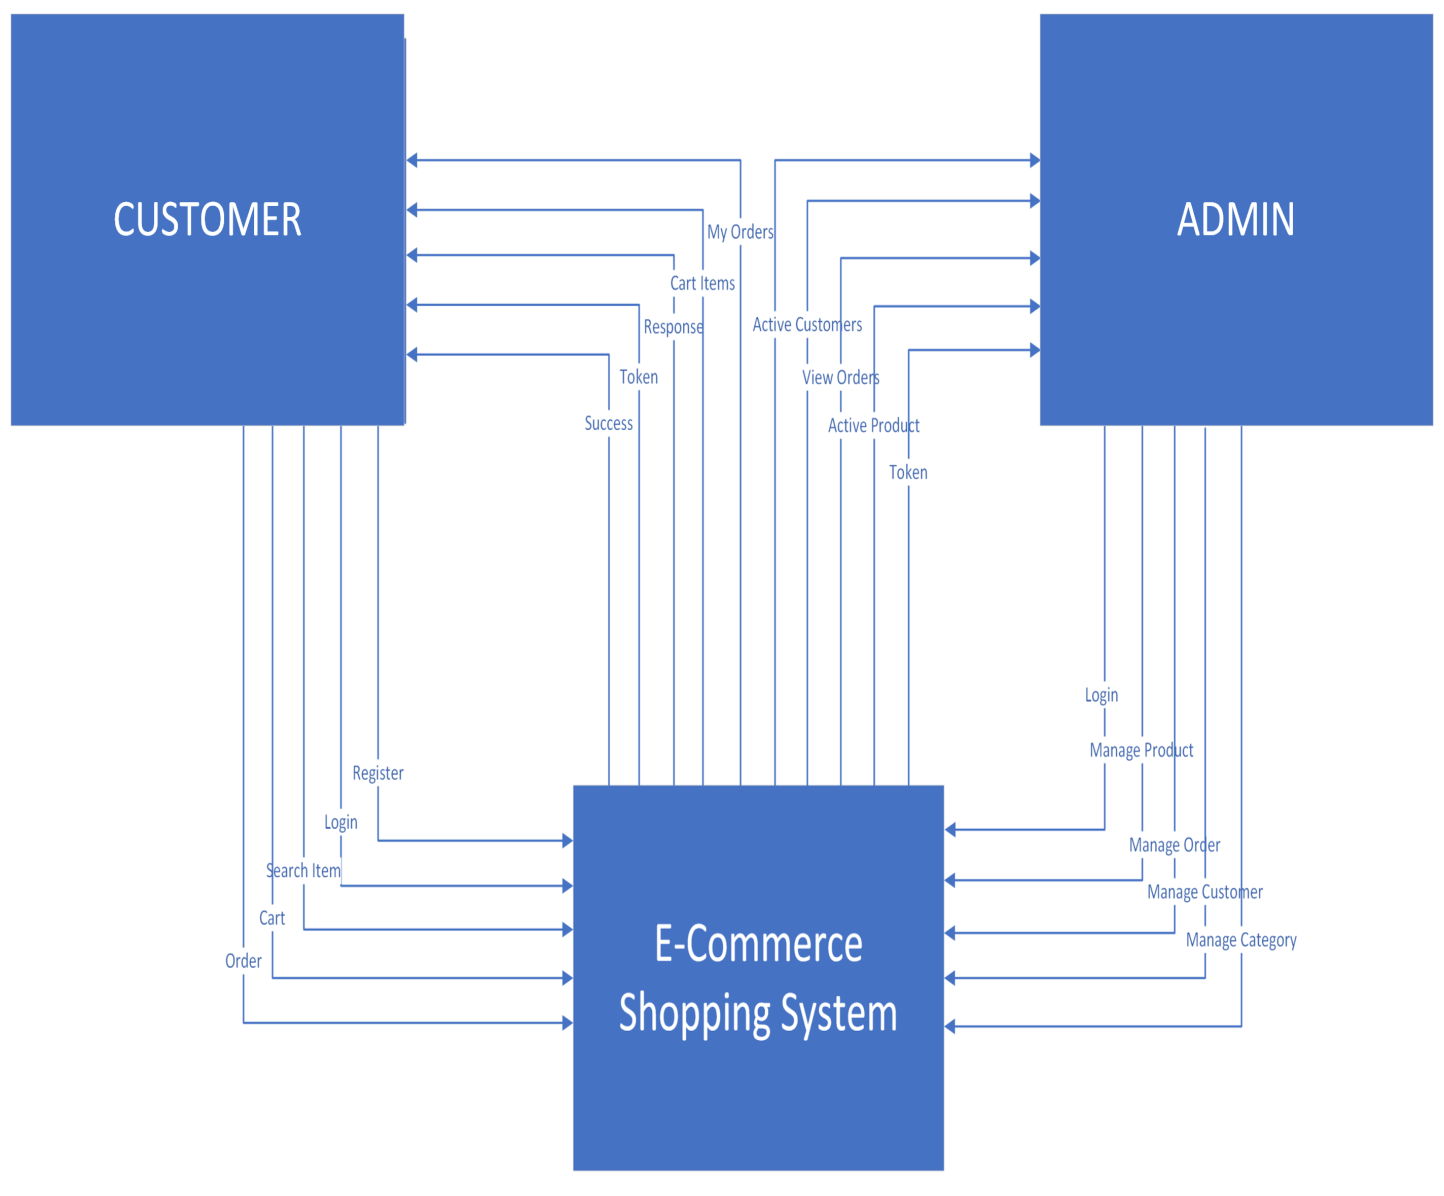 CUSTOMER
ADMIN
My Orders
Cart Items
Response
Token
Success
Active Customers
View Orders
Active Product
Token
Login
Manage Product
Manage Order
Manage Customer
Manage Category
Register
Login
Search Item
Cart
Order
E-Commerce
Shopping System